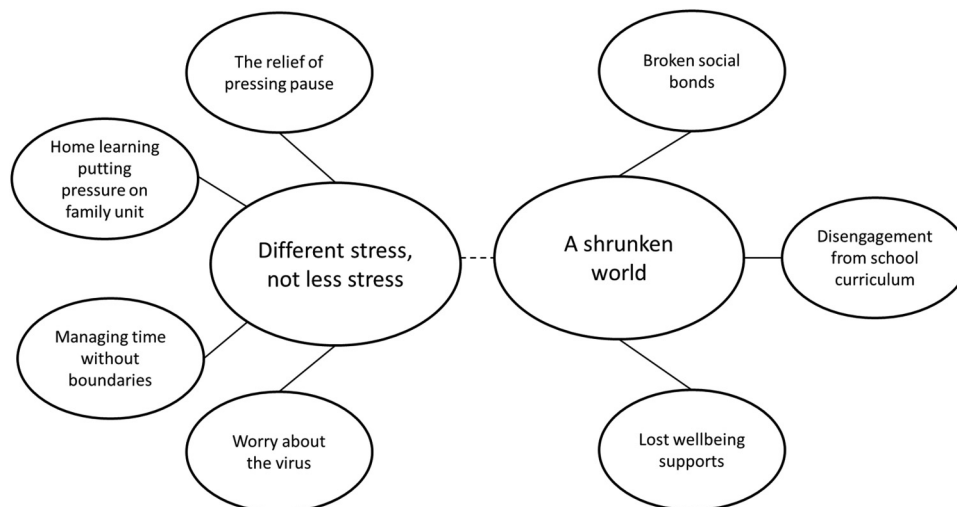 The relief of
pressing pause
Broken social
bonds
Home learning
putting
pressure on
family unit
Different stress,
not less stress
A shrunken
world
Disengagement
from school
curriculum
Managing time
without
boundaries
Worry about
the virus
Lost wellbeing
supports